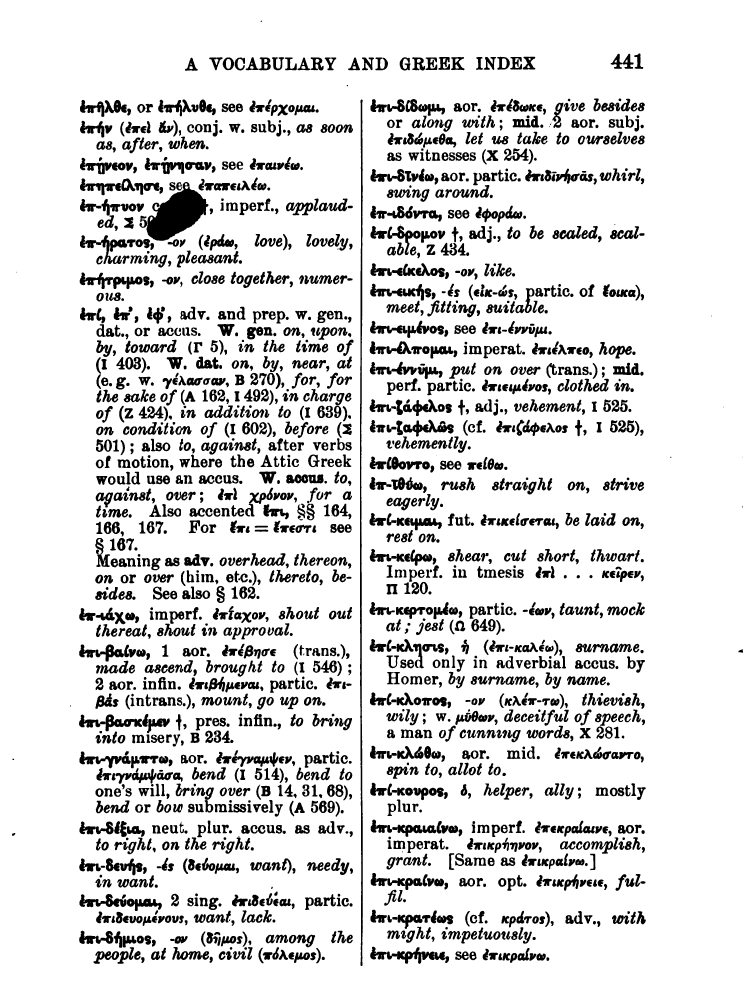 A VOCABULARY AND GREEK INDEX 441
ἐπῆλθε, or ἐπήλυθε, see ἐπέρχομαι.
ἐπήν (ἐπεὶ ἄν), conj. w. subj., as soon
as, after, when.
ἐπῄνεον, ἐπῄνησαν, see ἐπαινέω.
ἐπηπείλησε, see ἐπαπειλέω.
ἐπ-ήπυον †, imperf., applaud-
ed, Σ
ἐπ-ήρατος, -ον (ἐράω, love), lovely,
charming, pleasant.
ἐπήτριμος, -ον, close together, numer-
ous.
ἐπί, ἐπ’, ἐφ’, adv. and prep. w. gen.,
dat., or accus. W. gen. on, upon,
by, toward (Γ 5), in the time of
(Ι 403). W. dat. on, by, near, at
(e. g. w. γέλασσαν, Β 270), for, for
the sake of (Α 162, Ι 492), in charge
of (Ζ 424), in addition to (Ι 639),
on condition of (Ι 602), before (Σ
501); also to, against, after verbs
of motion, where the Attic Greek
would use an accus. W. accus. to,
against, over; ἐπὶ χρόνον, for a
time. Also accented ἔπι, §§ 164,
166, 167. For ἔπι = ἔπεστι see
§ 167.
Meaning as adv. overhead, thereon,
on or over (him, etc.), thereto, be-
sides. See also § 162.
ἐπ-ιάχω, imperf. ἐπίαχον, shout out
thereat, shout in approval.
ἐπι-βαίνω, 1 aor. ἐπέβησε (trans.),
made ascend, brought to (Ι 546);
2 aor. infin. ἐπιβήμεναι, partic. ἐπι-
βάς (intrans.), mount, go up on.
ἐπι-βασκέμεν †, pres. infin., to bring
into misery, Β 234.
ἐπι-γνάμπτω, aor. ἐπέγναμψεν, partic.
ἐπιγνάμψᾱσα, bend (Ι 514), bend to
one’s will, bring over (Β 14, 31, 68),
bend or bow submissively (Α 569).
ἐπι-δέξια, neut. plur. accus. as adv.,
to right, on the right.
ἐπι-δευής, -ές (δεύομαι, want), needy,
in want.
ἐπι-δεύομαι, 2 sing. ἐπιδεύεαι, partic.
ἐπιδευομένους, want, lack.
ἐπι-δήμιος, -ον (δῆμος), among the
people, at home, civil (πόλεμος).
ἐπι-δίδωμι, aor. ἐπέδωκε, give besides
or along with; mid. 2 aor. subj.
ἐπιδώμεθα, let us take to ourselves
as witnesses (Χ 254).
ἐπι-δῑνέω, aor. partic. ἐπιδῑνήσᾱς, whirl,
swing around.
ἐπ-ιδόντα, see ἐφοράω.
ἐπί-δρομον †, adj., to be scaled, scal-
able, Ζ 434.
ἐπι-είκελος, -ον, like.
ἐπι-εικής, -ές (εἰκ-ώς, partic. of ἔοικα),
meet, fitting, suitable.
ἐπι-ειμένος, see ἐπι-έννῡμι.
ἐπι-έλπομαι, imperat. ἐπιέλπεο, hope.
ἐπι-έννῡμι, put on over (trans.); mid.
perf. partic. ἐπιειμένος, clothed in.
ἐπι-ζάφελος †, adj., vehement, Ι 525.
ἐπι-ζαφελῶς (cf. ἐπιζάφελος †, Ι 525),
vehemently.
ἐπίθοντο, see πείθω.
ἐπ-ῑθύω, rush straight on, strive
eagerly.
ἐπί-κειμαι, fut. ἐπικείσεται, be laid on,
rest on.
ἐπι-κείρω, shear, cut short, thwart.
Imperf. in tmesis ἐπὶ . . . κεῖρεν,
Π 120.
ἐπι-κερτομέω, partic. -έων, taunt, mock
at; jest (Ω 649).
ἐπί-κλησις, ἡ (ἐπι-καλέω), surname.
Used only in adverbial accus. by
Homer, by surname, by name.
ἐπί-κλοπος, -ον (κλέπ-τω), thievish,
wily; w. μύθων, deceitful of speech,
a man of cunning words, Χ 281.
ἐπι-κλώθω, aor. mid. ἐπεκλώσαντο,
spin to, allot to.
ἐπί-κουρος, ὁ, helper, ally; mostly
plur.
ἐπι-κραιαίνω, imperf. ἐπεκραίαινε, aor.
imperat. ἐπικρήηνον, accomplish,
grant. [Same as ἐπικραίνω.]
ἐπι-κραίνω, aor. opt. ἐπικρήνειε, ful-
fil.
ἐπι-κρατέως (cf. κράτος), adv., with
might, impetuously.
ἐπι-κρήνειε, see ἐπικραίνω.